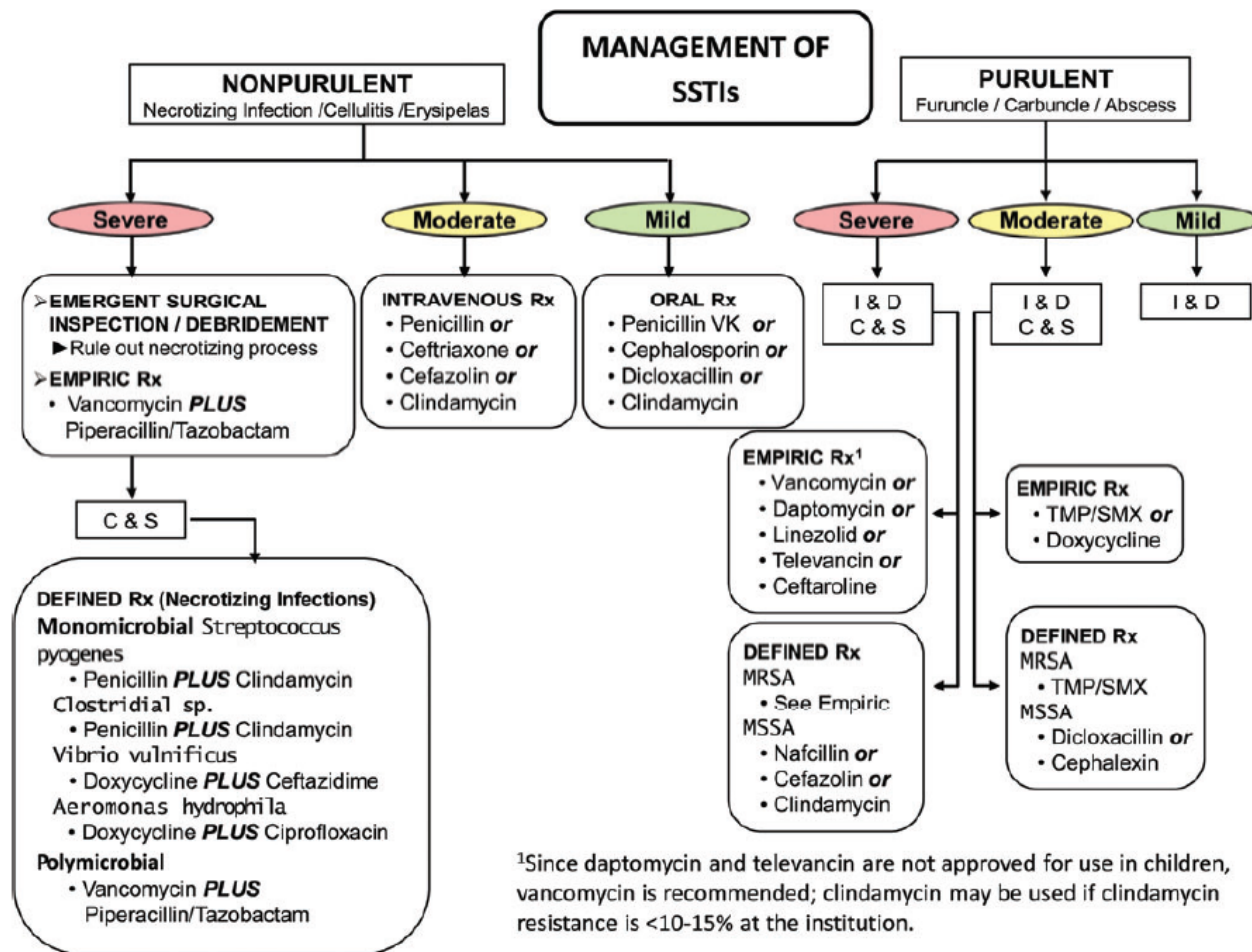 MANAGEMENT OF
SSTIs
NONPURULENT
Necrotizing Infection /Cellulitis /Erysipelas
Severe
Moderate
Mild
➢EMERGENT SURGICAL
INSPECTION / DEBRIDEMENT
►Rule out necrotizing process
➢EMPIRIC Rx
• Vancomycin PLUS
Piperacillin/Tazobactam
INTRAVENOUS Rx
• Penicillin or
• Ceftriaxone or
• Cefazolin or
• Clindamycin
ORAL Rx
• Penicillin VK or
• Cephalosporin or
• Dicloxacillin or
• Clindamycin
C & S
DEFINED Rx (Necrotizing Infections)
Monomicrobial Streptococcus
pyogenes
• Penicillin PLUS Clindamycin
Clostridial sp.
• Penicillin PLUS Clindamycin
Vibrio vulnificus
• Doxycycline PLUS Ceftazidime
Aeromonas hydrophila
• Doxycycline PLUS Ciprofloxacin
Polymicrobial
• Vancomycin PLUS
Piperacillin/Tazobactam
PURULENT
Furuncle / Carbuncle / Abscess
Severe
Moderate
Mild
I & D
C & S
I & D
C & S
I & D
EMPIRIC Rx¹
• Vancomycin or
• Daptomycin or
• Linezolid or
• Televancin or
• Ceftaroline
EMPIRIC Rx
• TMP/SMX or
• Doxycycline
DEFINED Rx
MRSA
• See Empiric
MSSA
• Nafcillin or
• Cefazolin or
• Clindamycin
DEFINED Rx
MRSA
• TMP/SMX
MSSA
• Dicloxacillin or
• Cephalexin
¹Since daptomycin and televancin are not approved for use in children,
vancomycin is recommended; clindamycin may be used if clindamycin
resistance is <10-15% at the institution.